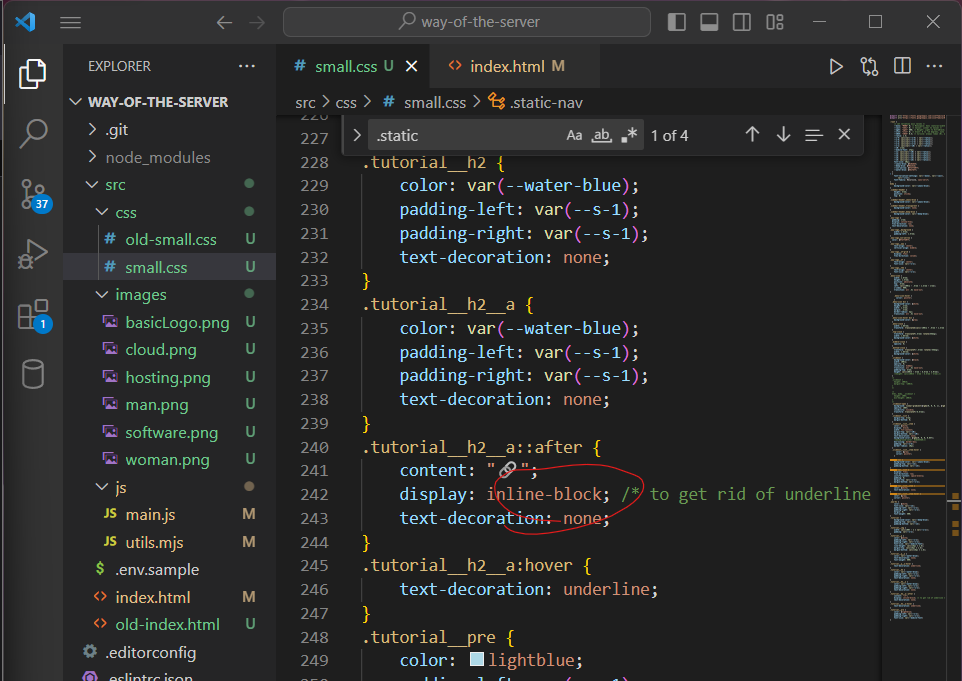 way-of-the-server
EXPLORER
small.css U
index.html M
WAY-OF-THE-SERVER
src > css > # small.css > .static-nav
.git
node_modules
src
css
# old-small.css U
# small.css U
images
basicLogo.png U
cloud.png U
hosting.png U
man.png U
software.png U
woman.png U
js
JS main.js M
JS utils.mjs M
$ .env.sample
<> index.html M
<> old-index.html U
.editorconfig
.eslintrc.json
37
1
.static
Aa ab .*
1 of 4
226
227
228 .tutorial__h2 {
229 color: var(--water-blue);
230 padding-left: var(--s-1);
231 padding-right: var(--s-1);
232 text-decoration: none;
233 }
234 .tutorial__h2__a {
235 color: var(--water-blue);
236 padding-left: var(--s-1);
237 padding-right: var(--s-1);
238 text-decoration: none;
239 }
240 .tutorial__h2__a::after {
241 content: "🔗";
242 display: inline-block; /* to get rid of underline
243 text-decoration: none;
244 }
245 .tutorial__h2__a:hover {
246 text-decoration: underline;
247 }
248 .tutorial__pre {
249 color: lightblue;